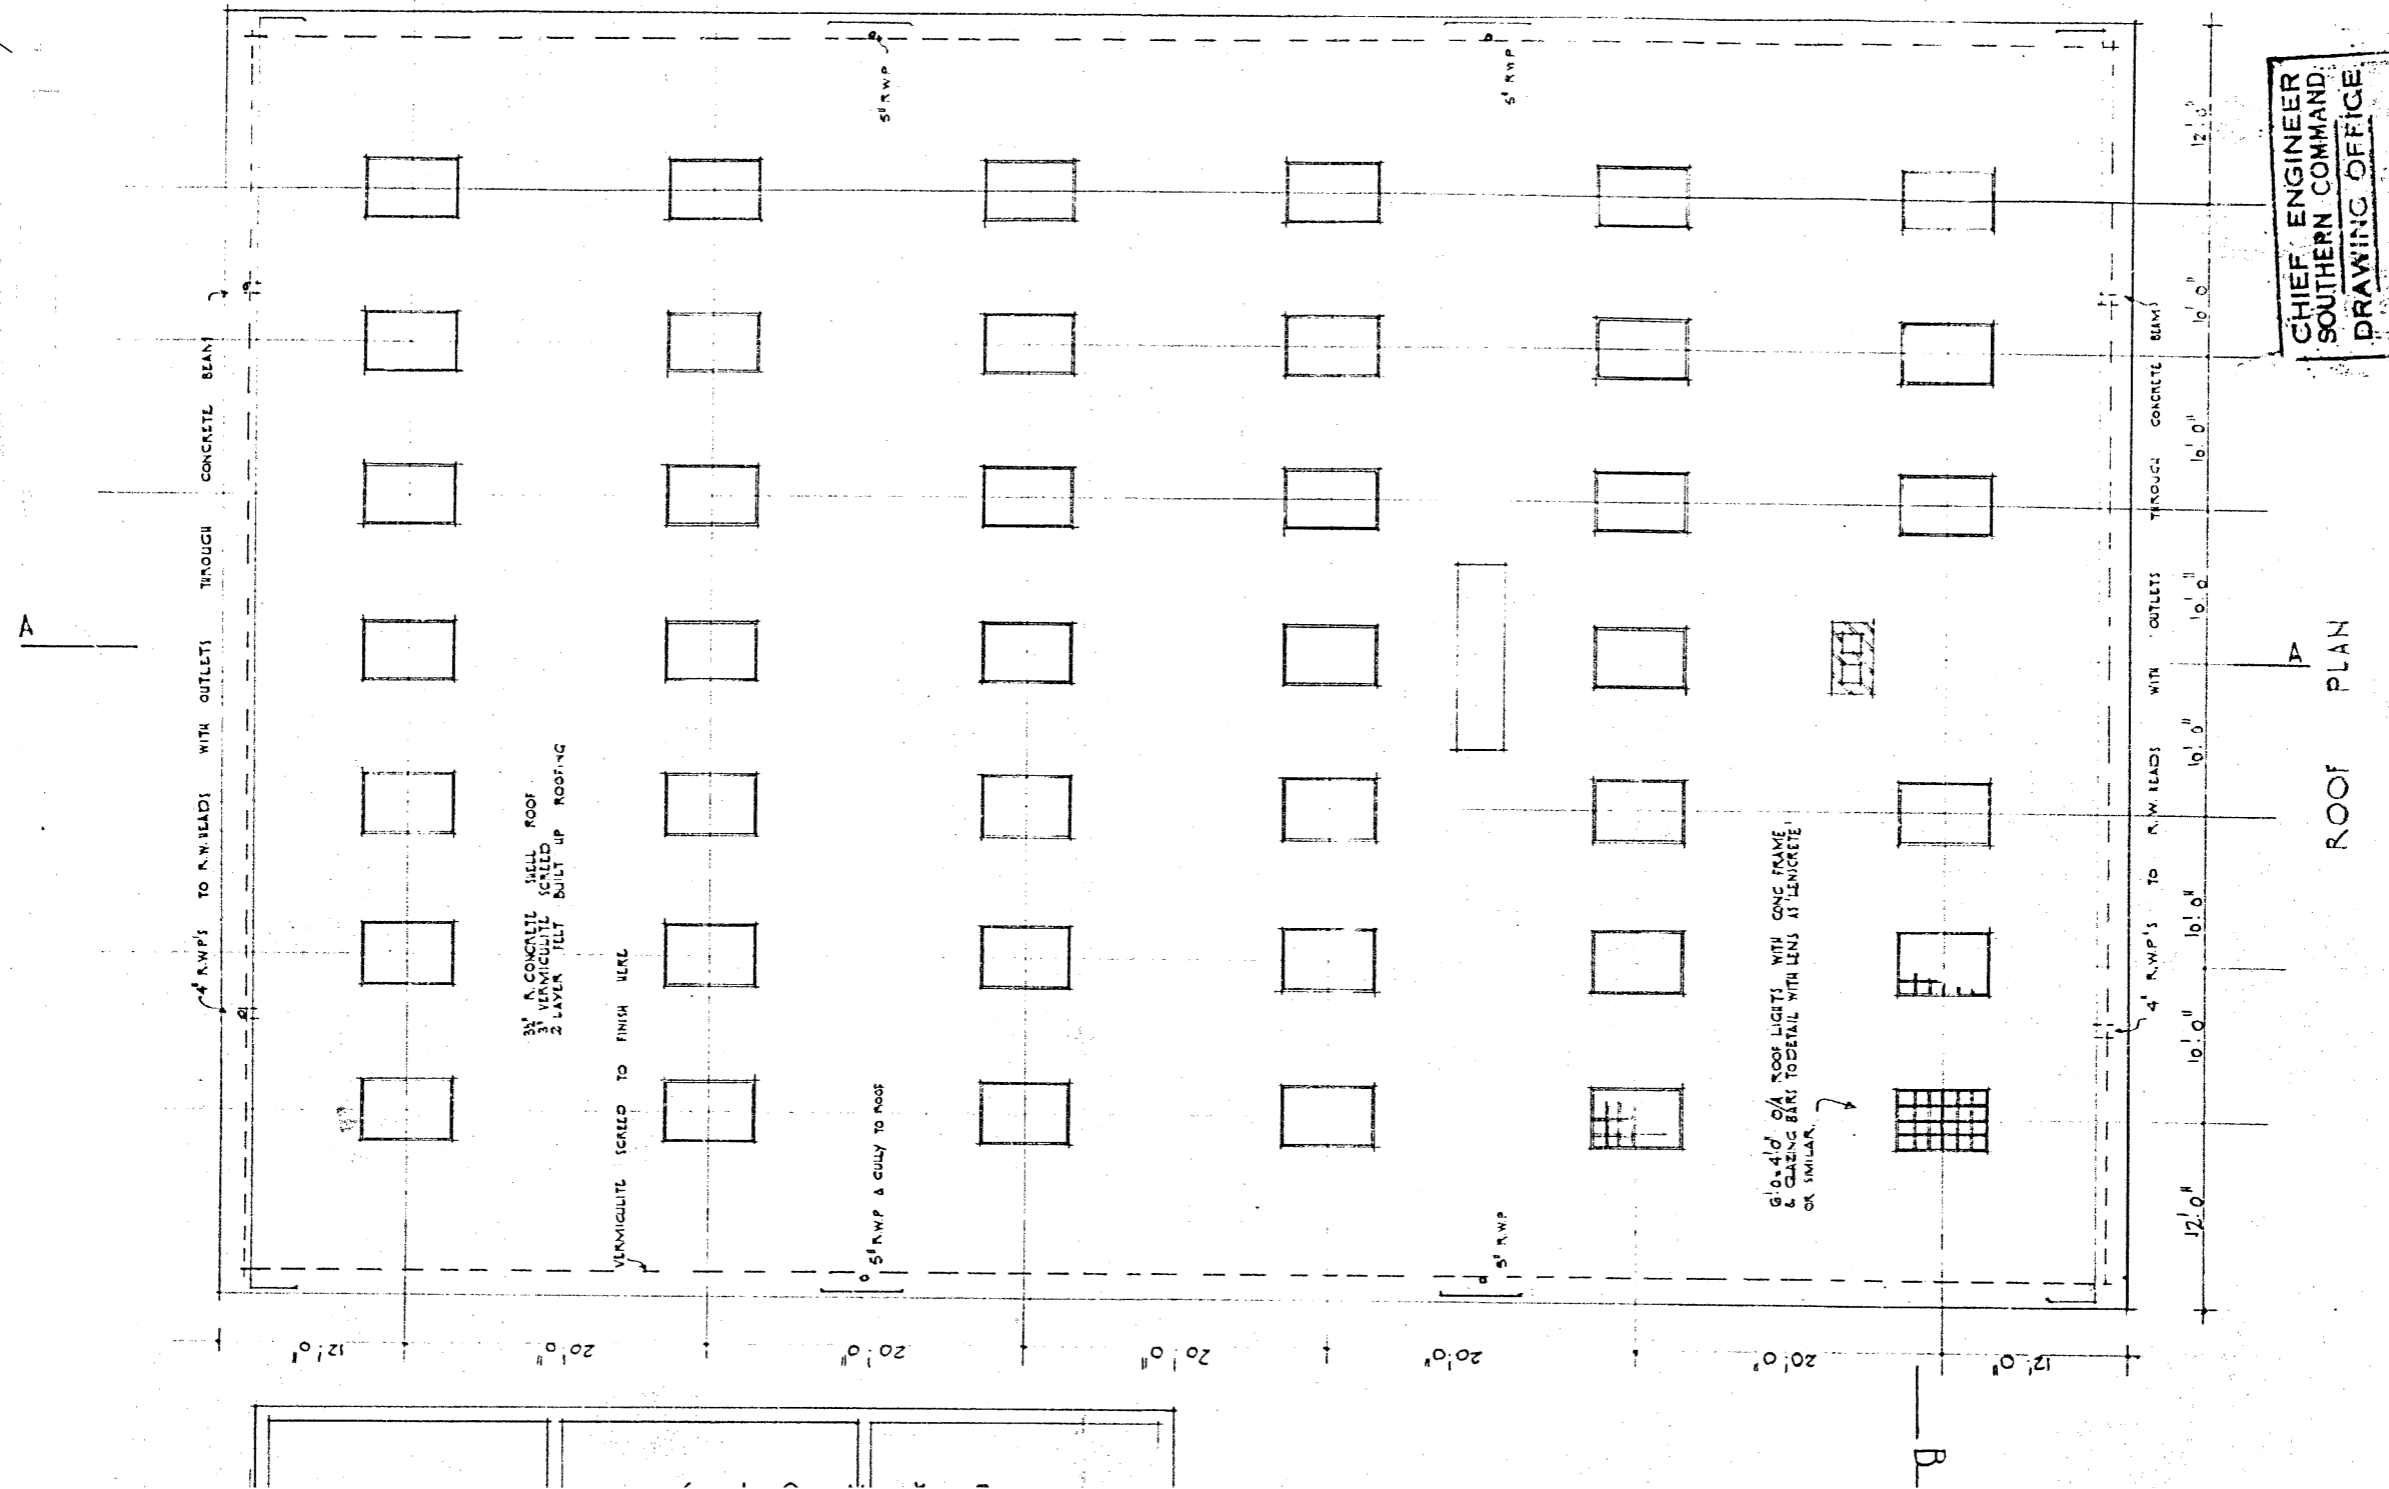 CHIEF ENGINEER
SOUTHERN COMMAND
DRAWING OFFICE
5" RWP
5" RWP
4" R.W.P'S TO R.W. HEADS WITH OUTLETS THROUGH CONCRETE BEAM
3½" R. CONCRETE SHELL ROOF
3" VERMICULITE SCREED
2 LAYER FELT BUILT UP ROOFING
VERMICULITE SCREED TO FINISH HERE
5" R.W.P & GULLY TO ROOF
5" R.W.P
6'.0" x 4'.0" O/A ROOF LIGHTS WITH CONC FRAME
& GLAZING BARS TO DETAIL WITH LENS AS 'LENSCRETE'
OR SIMILAR.
4" R.W.P'S TO R.W. HEADS WITH OUTLETS THROUGH CONCRETE BEAM
12'.0"
10'.0"
10'.0"
10'.0"
10'.0"
10'.0"
10'.0"
12'.0"
A
A
ROOF PLAN
12'.0"
20'.0"
20'.0"
20'.0"
20'.0"
20'.0"
12'.0"
B